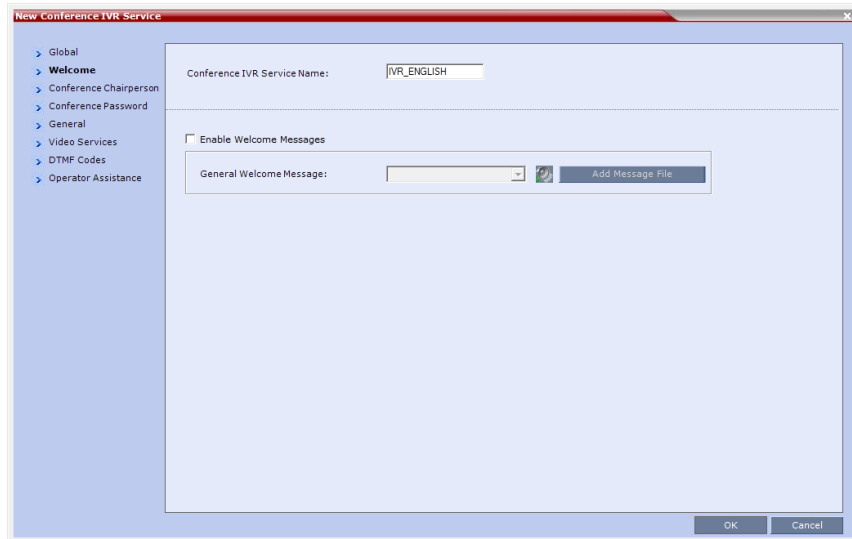 New Conference IVR Service
Global
Welcome
Conference Chairperson
Conference Password
General
Video Services
DTMF Codes
Operator Assistance
Conference IVR Service Name: IVR_ENGLISH
Enable Welcome Messages
General Welcome Message: Add Message File
OK Cancel